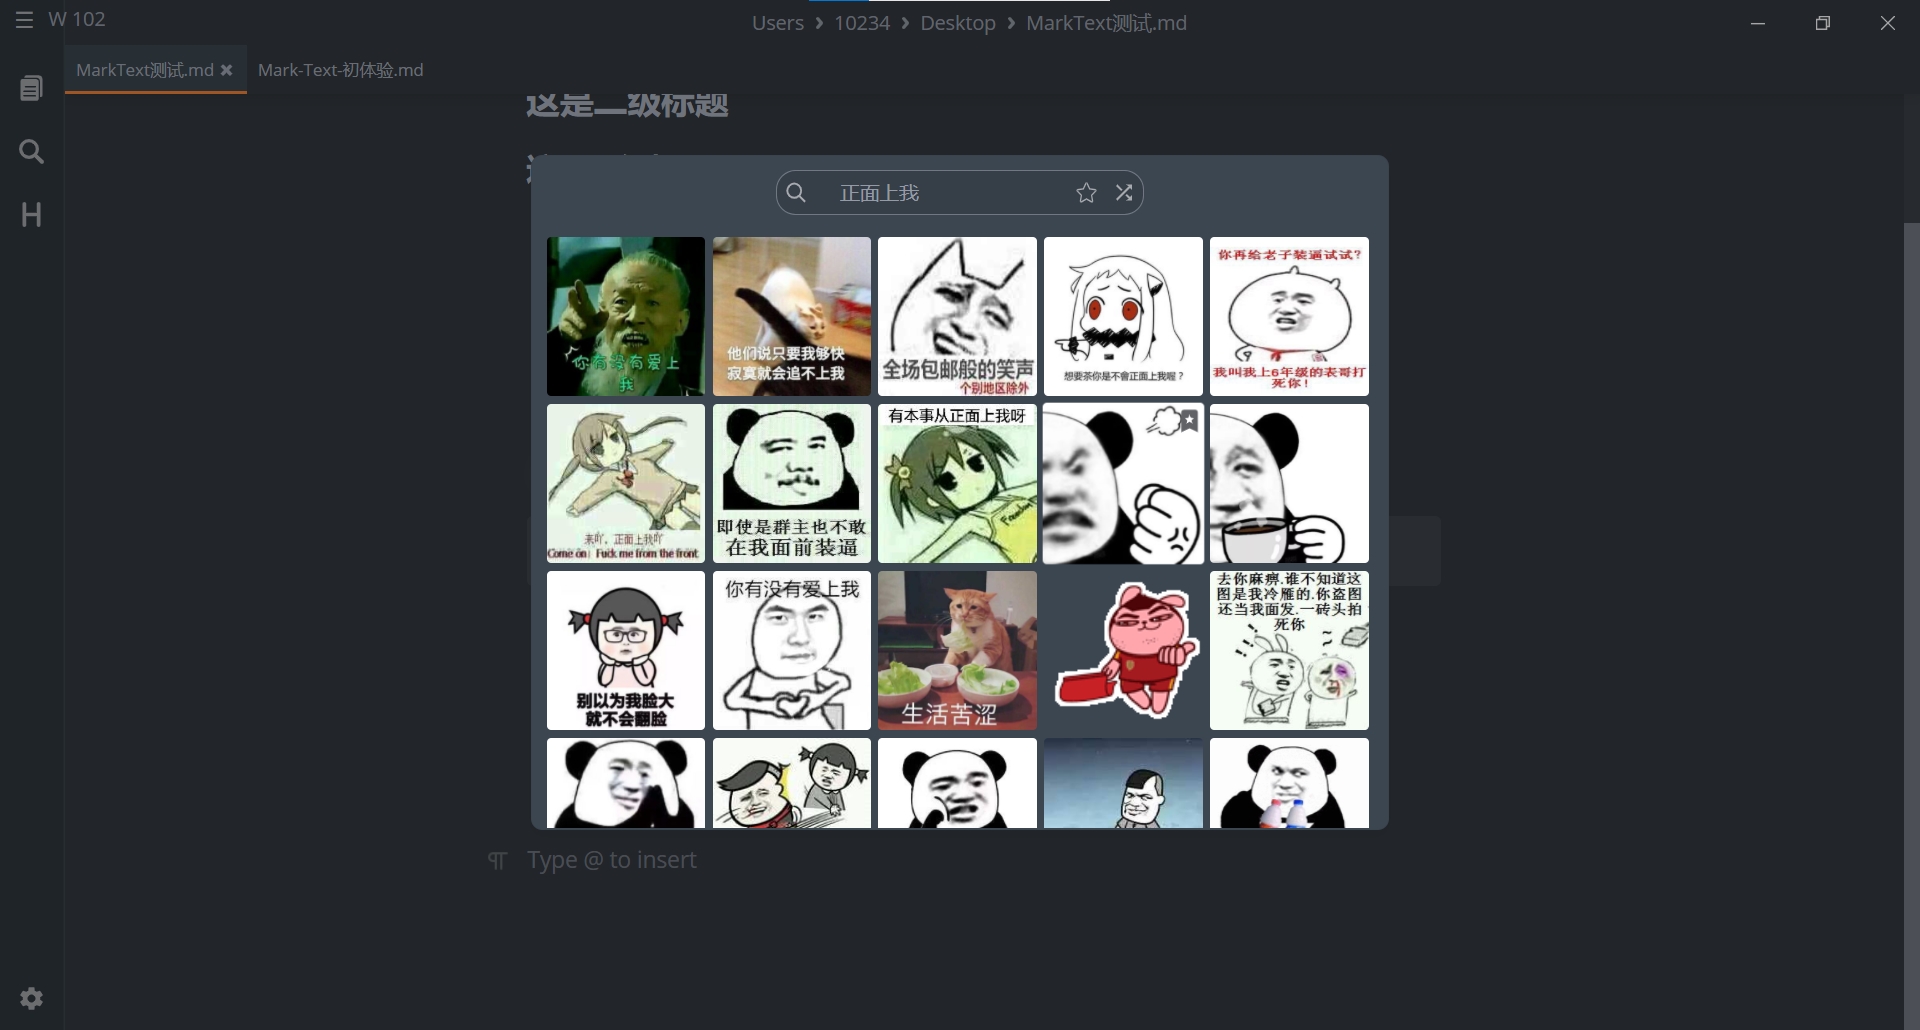 W 102
Users › 10234 › Desktop › MarkText测试.md
MarkText测试.md
Mark-Text-初体验.md
这是二级标题
正面上我
你有没有爱上
我
他们说只要我够快
寂寞就会追不上我
全场包邮般的笑声
个别地区除外
想要茶你是不會正面上我喔？
你再给老子装逼试试？
我叫我上6年级的表哥打
死你！
来吖，正面上我吖
Come on！Fuck me from the front
即使是群主也不敢
在我面前装逼
有本事从正面上我呀
Freedom
别以为我脸大
就不会翻脸
你有没有爱上我
生活苦涩
去你麻痹.谁不知道这
图是我冷雁的.你盗图
还当我面发.一砖头拍
死你
Type @ to insert